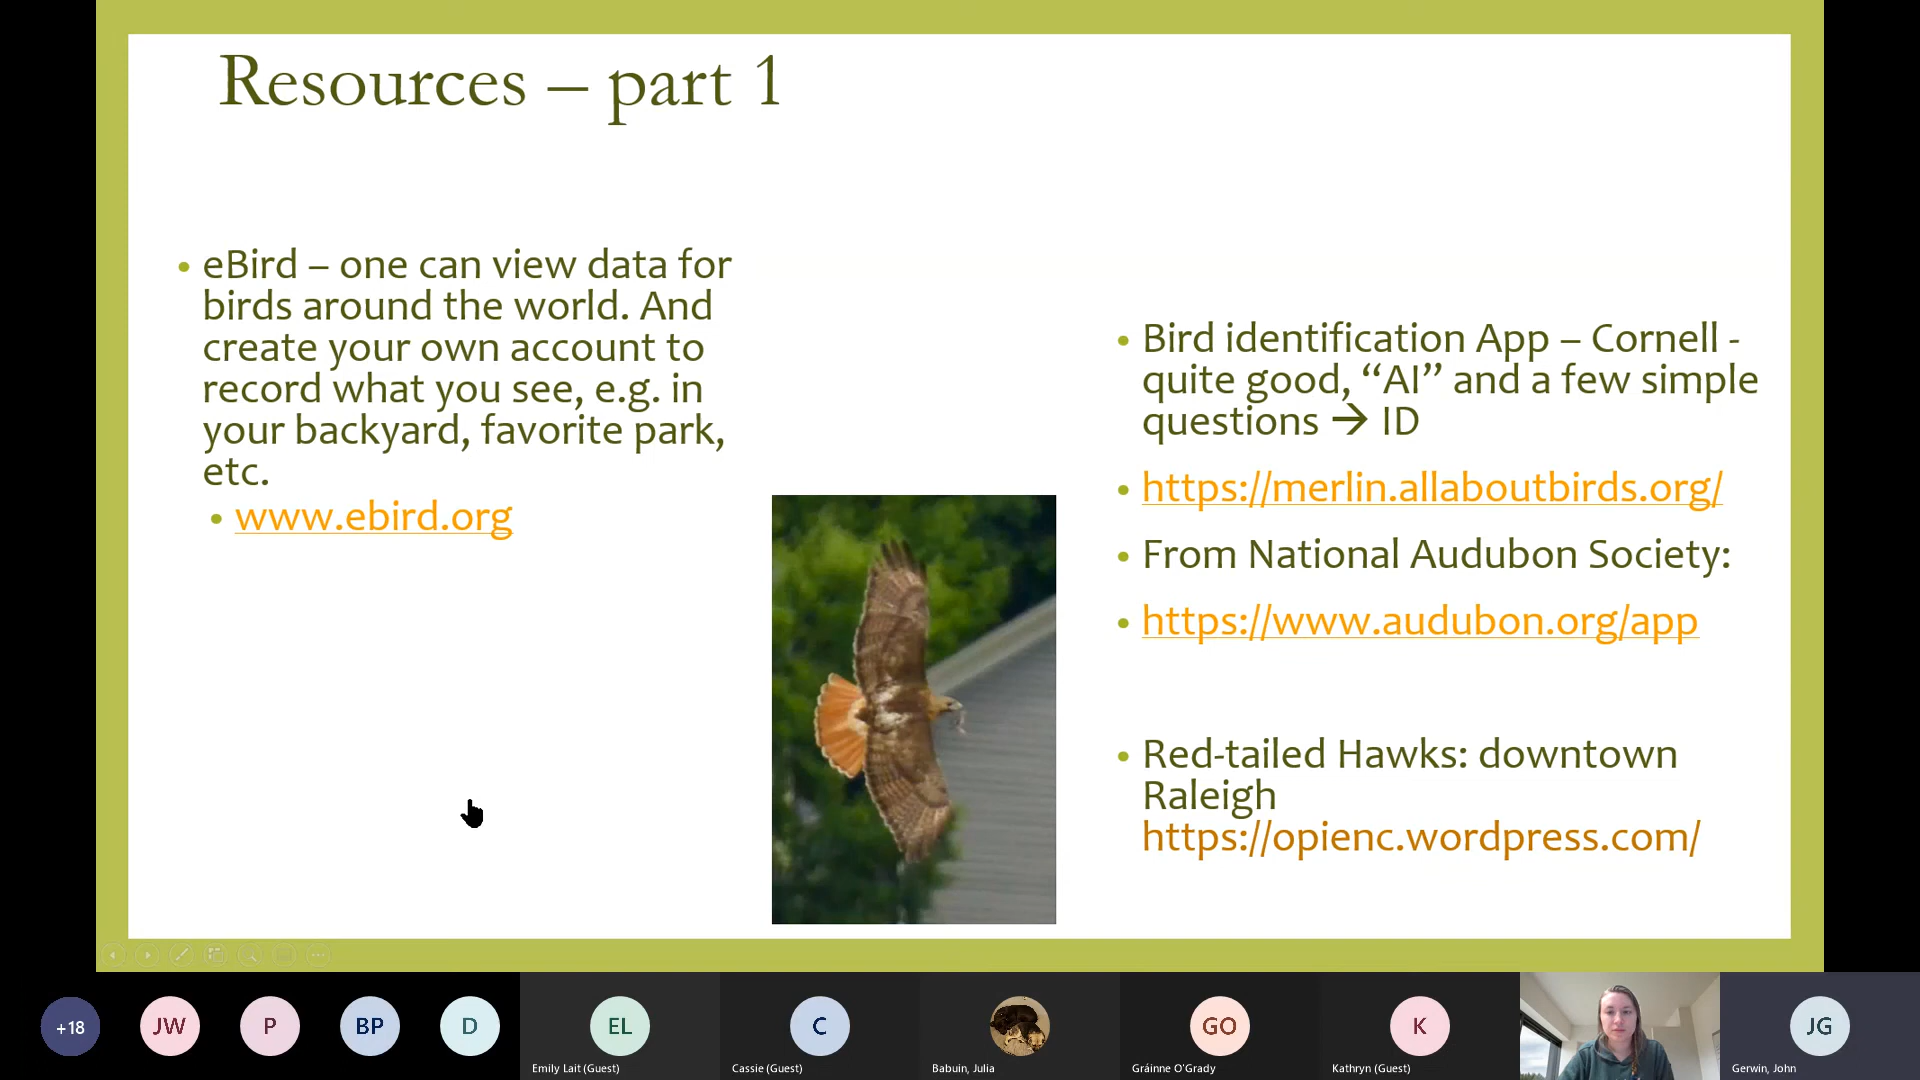 Resources – part 1
• eBird – one can view data for
birds around the world. And
create your own account to
record what you see, e.g. in
your backyard, favorite park,
etc.
• www.ebird.org
• Bird identification App – Cornell -
quite good, “AI” and a few simple
questions → ID
• https://merlin.allaboutbirds.org/
• From National Audubon Society:
• https://www.audubon.org/app
• Red-tailed Hawks: downtown
Raleigh
https://opienc.wordpress.com/
+18
JW
P
BP
D
EL
Emily Lait (Guest)
C
Cassie (Guest)
Babuin, Julia
GO
Gráinne O'Grady
K
Kathryn (Guest)
JG
Gerwin, John